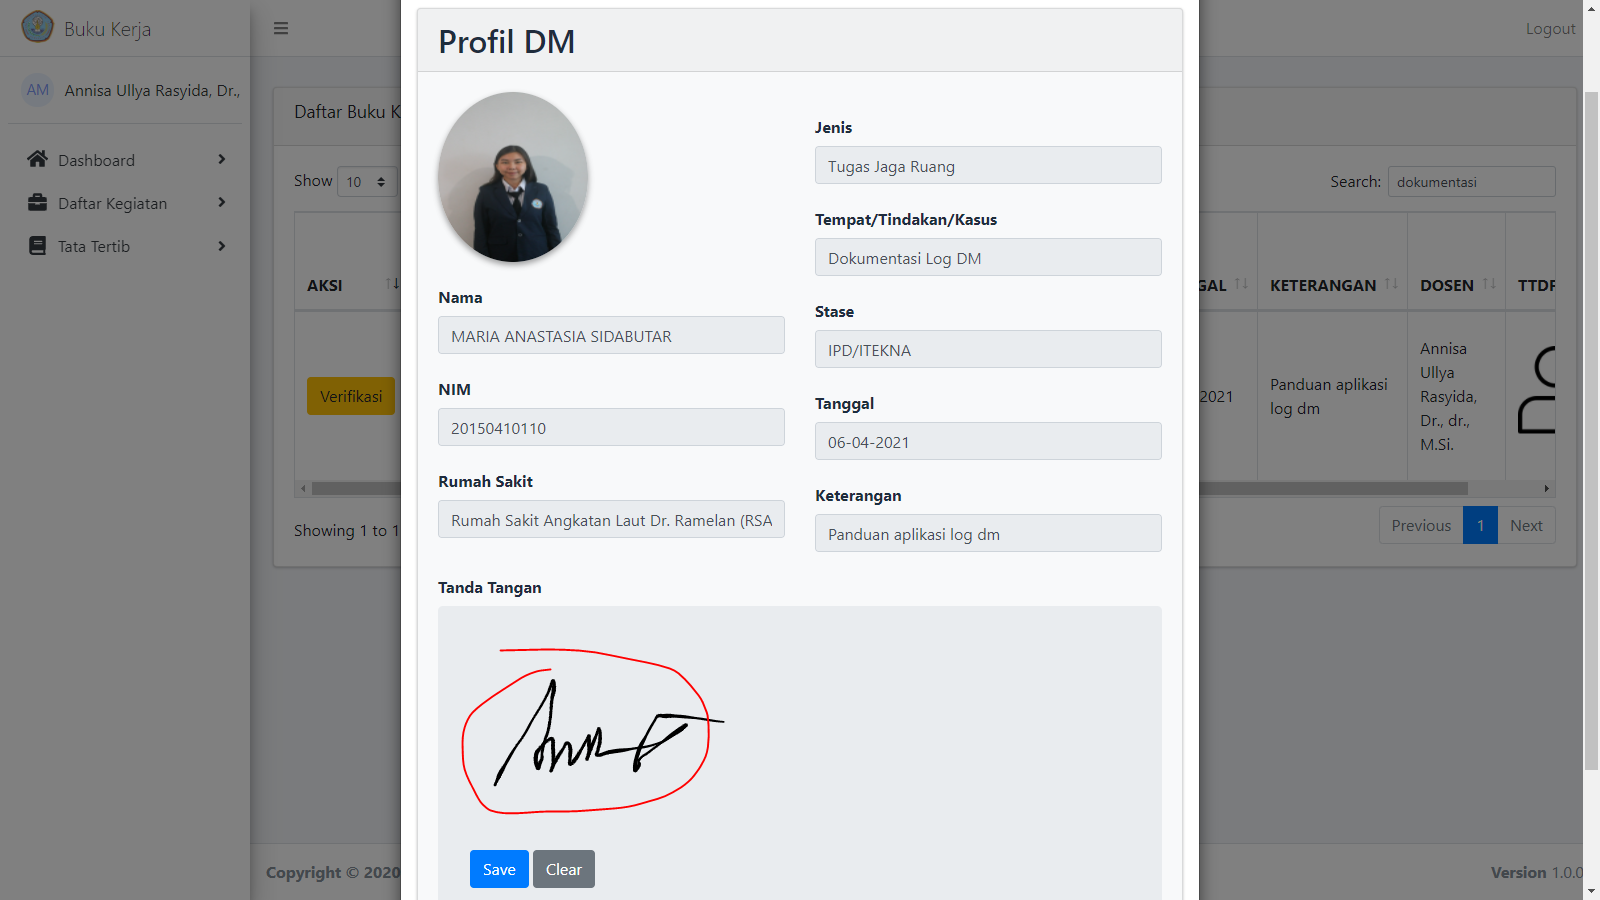 Buku Kerja
Logout
AM Annisa Ullya Rasyida, Dr.,
Dashboard
Daftar Kegiatan
Tata Tertib
Daftar Buku K
Show 10
Search: dokumentasi
AKSI
GAL
KETERANGAN
DOSEN
TTDP
Verifikasi
2021
Panduan aplikasi
log dm
Annisa
Ullya
Rasyida,
Dr., dr.,
M.Si.
Showing 1 to 1
Previous 1 Next
Copyright © 2020
Version 1.0.0
Profil DM
Nama
MARIA ANASTASIA SIDABUTAR
NIM
20150410110
Rumah Sakit
Rumah Sakit Angkatan Laut Dr. Ramelan (RSA
Jenis
Tugas Jaga Ruang
Tempat/Tindakan/Kasus
Dokumentasi Log DM
Stase
IPD/ITEKNA
Tanggal
06-04-2021
Keterangan
Panduan aplikasi log dm
Tanda Tangan
Save Clear